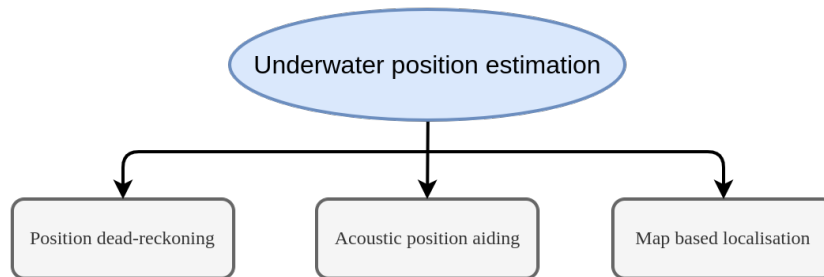 Underwater position estimation
Position dead-reckoning
Acoustic position aiding
Map based localisation